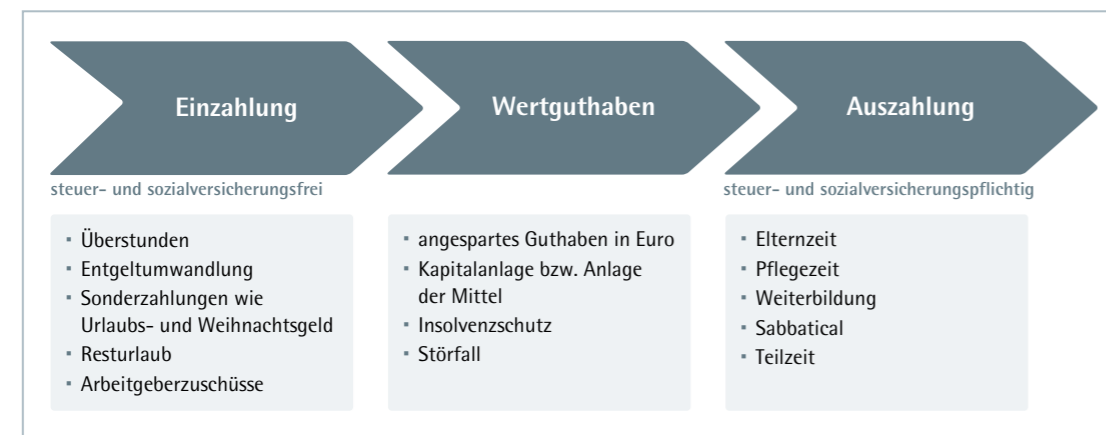 Einzahlung
steuer- und sozialversicherungsfrei
▪ Überstunden
▪ Entgeltumwandlung
▪ Sonderzahlungen wie
Urlaubs- und Weihnachtsgeld
▪ Resturlaub
▪ Arbeitgeberzuschüsse
Wertguthaben
▪ angespartes Guthaben in Euro
▪ Kapitalanlage bzw. Anlage
der Mittel
▪ Insolvenzschutz
▪ Störfall
Auszahlung
steuer- und sozialversicherungspflichtig
▪ Elternzeit
▪ Pflegezeit
▪ Weiterbildung
▪ Sabbatical
▪ Teilzeit